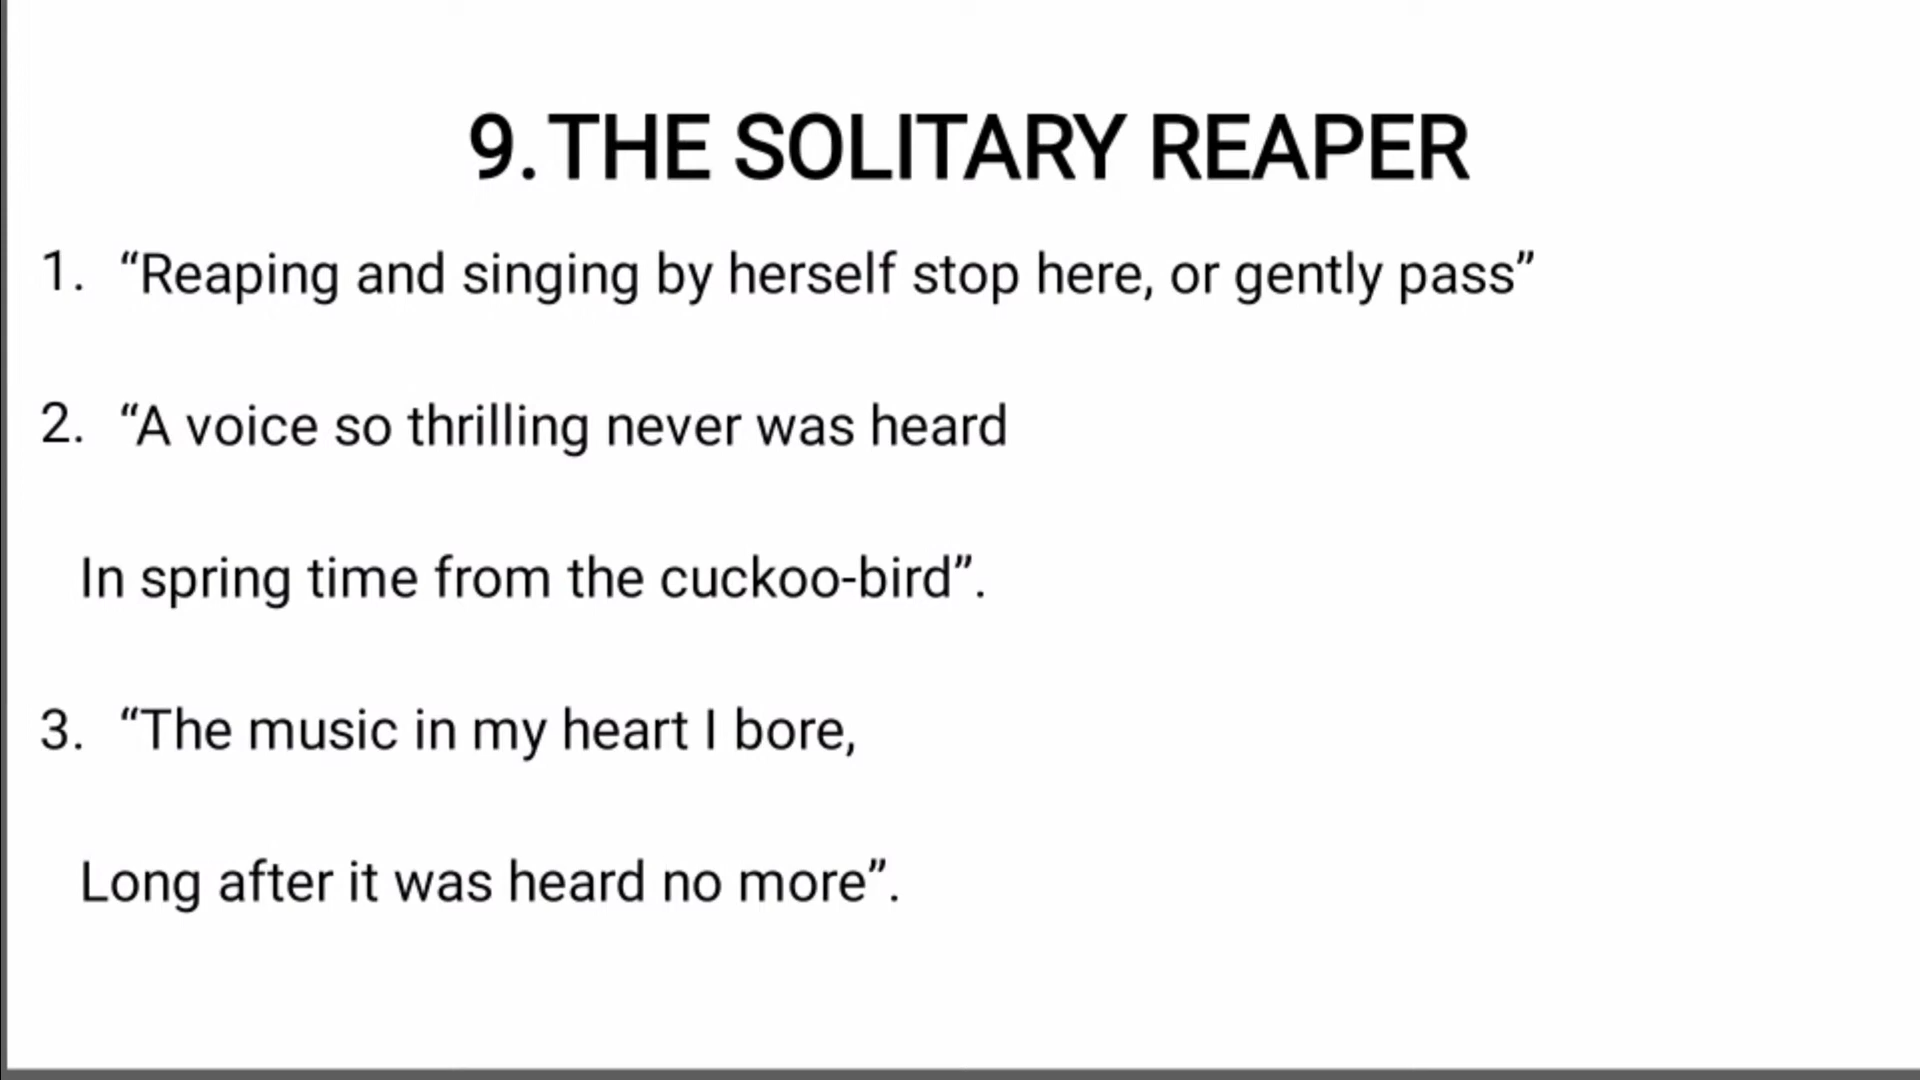 9. THE SOLITARY REAPER
1. “Reaping and singing by herself stop here, or gently pass”
2. “A voice so thrilling never was heard
In spring time from the cuckoo-bird”.
3. “The music in my heart I bore,
Long after it was heard no more”.